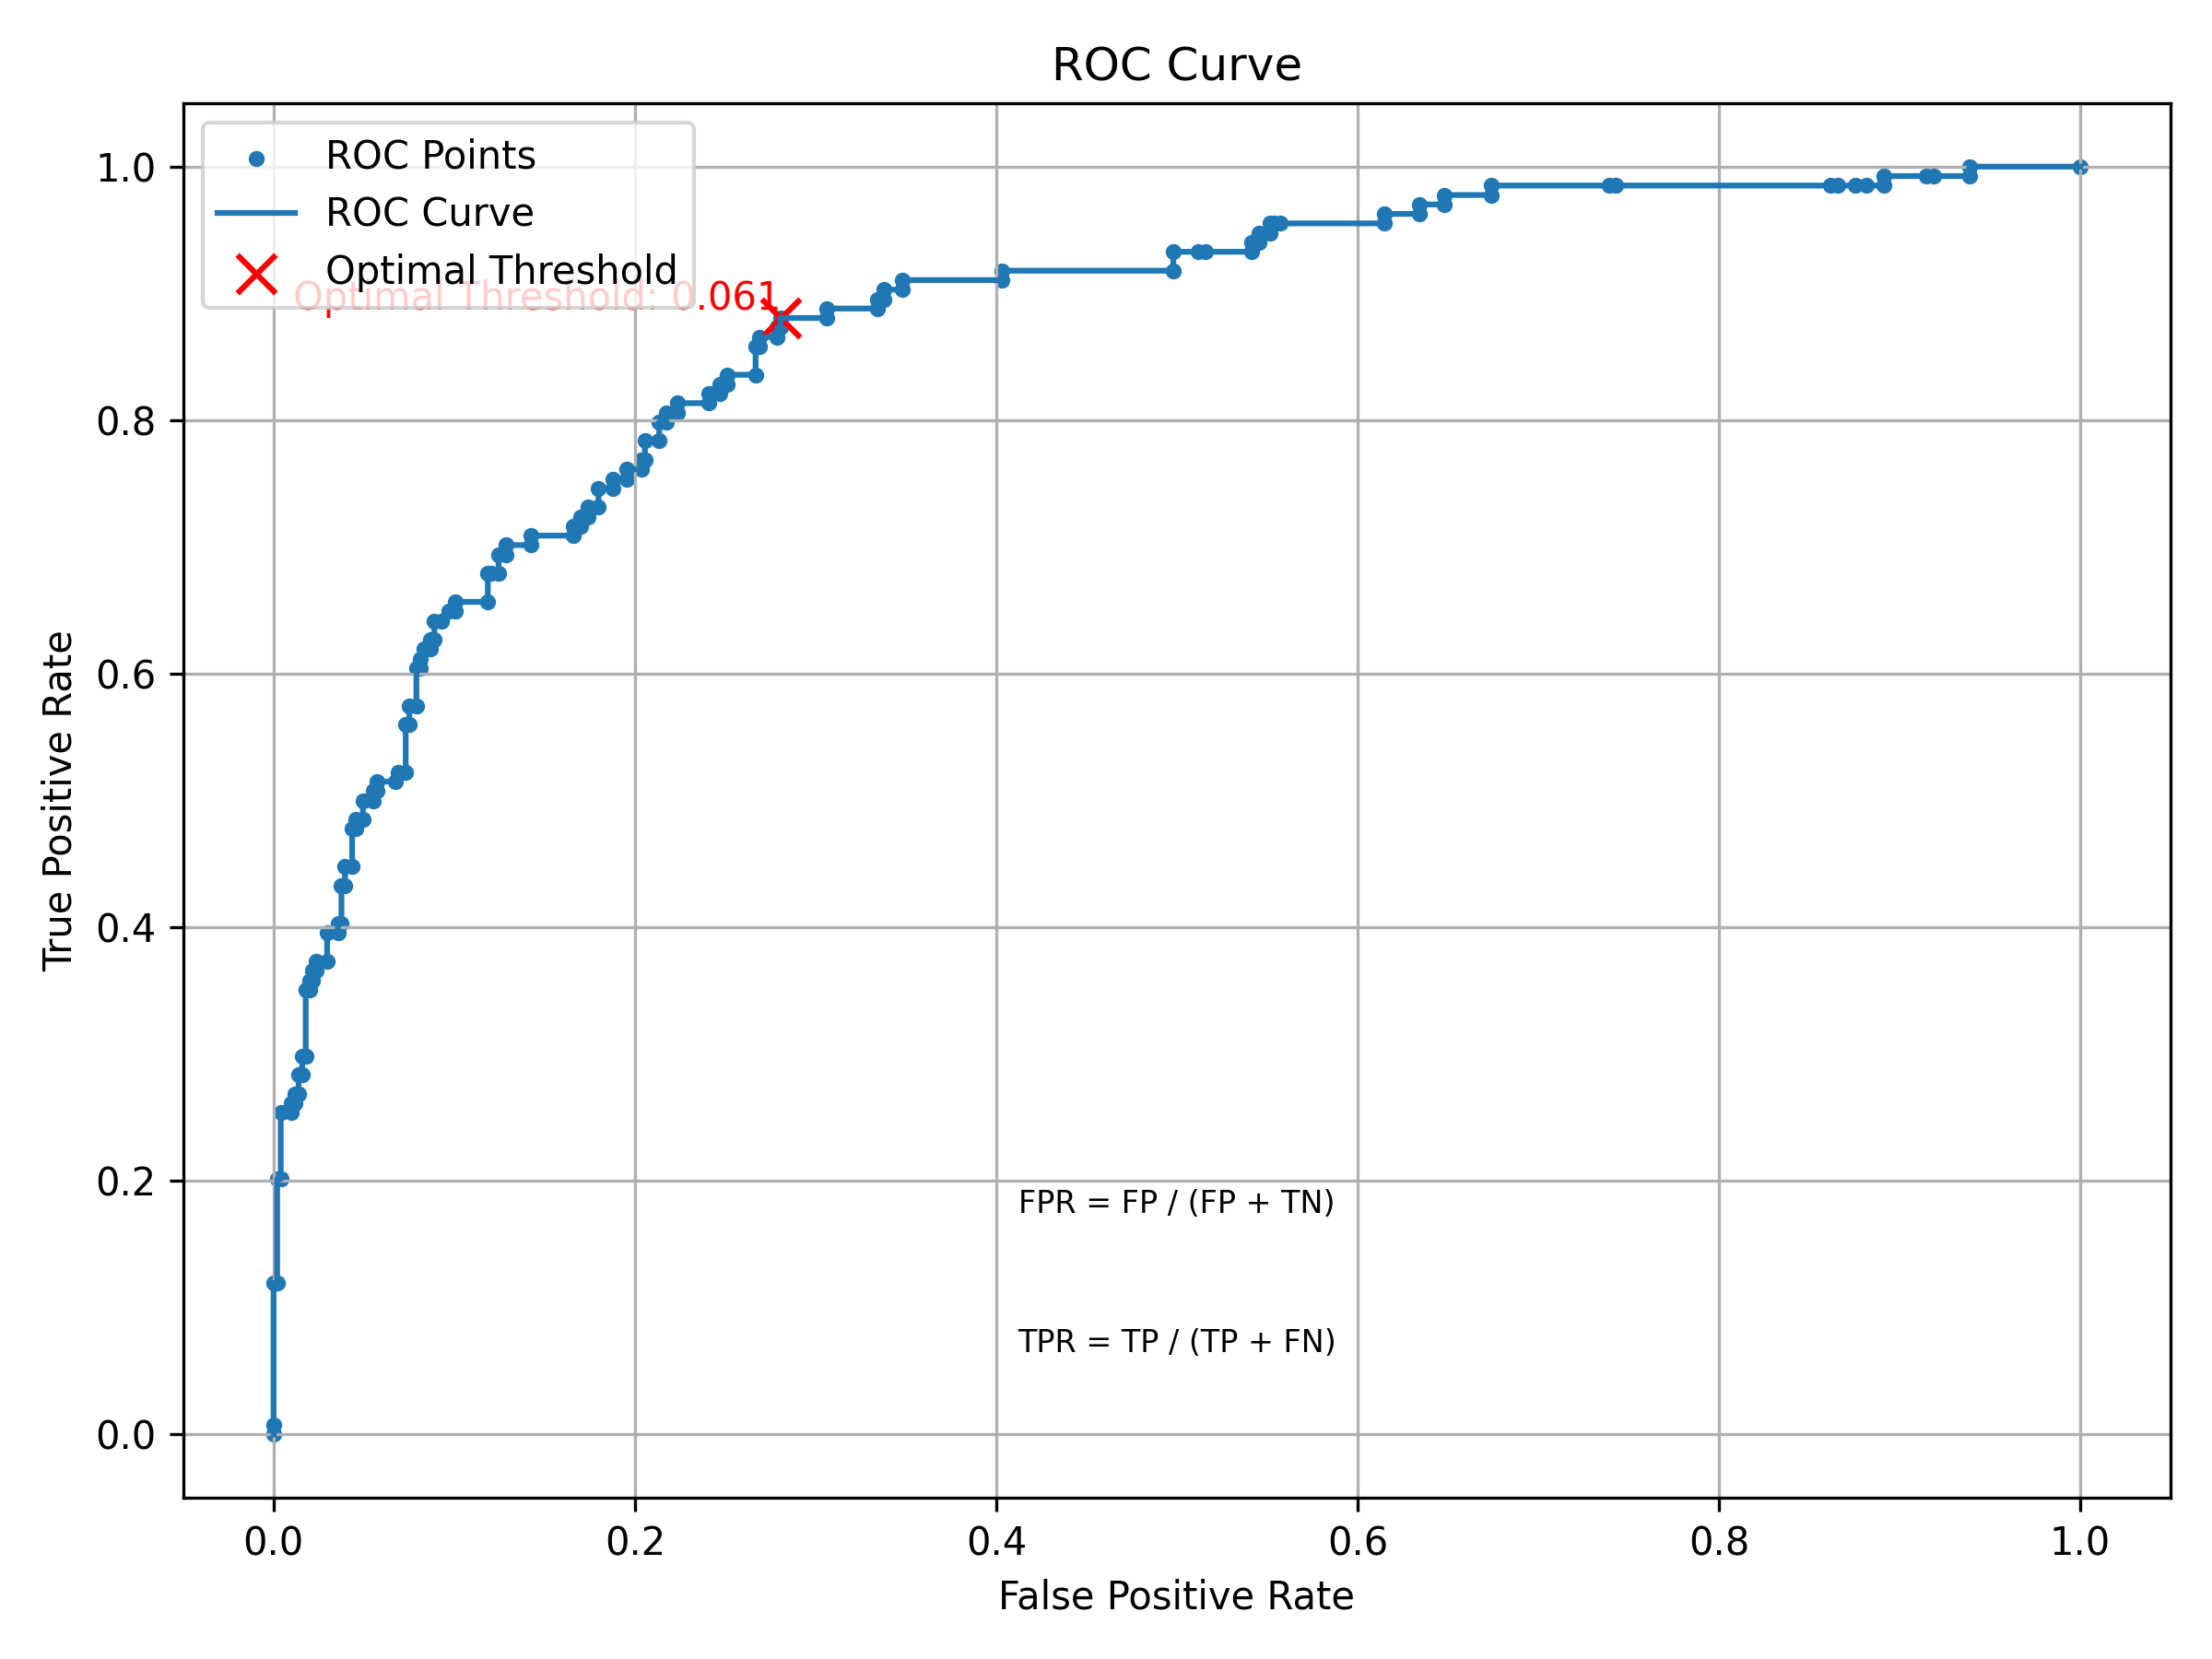 ROC Curve
ROC Points
ROC Curve
Optimal Threshold
Optimal Threshold: 0.061
1.0
0.8
0.6
0.4
0.2
0.0
True Positive Rate
FPR = FP / (FP + TN)
TPR = TP / (TP + FN)
0.0 0.2 0.4 0.6 0.8 1.0
False Positive Rate